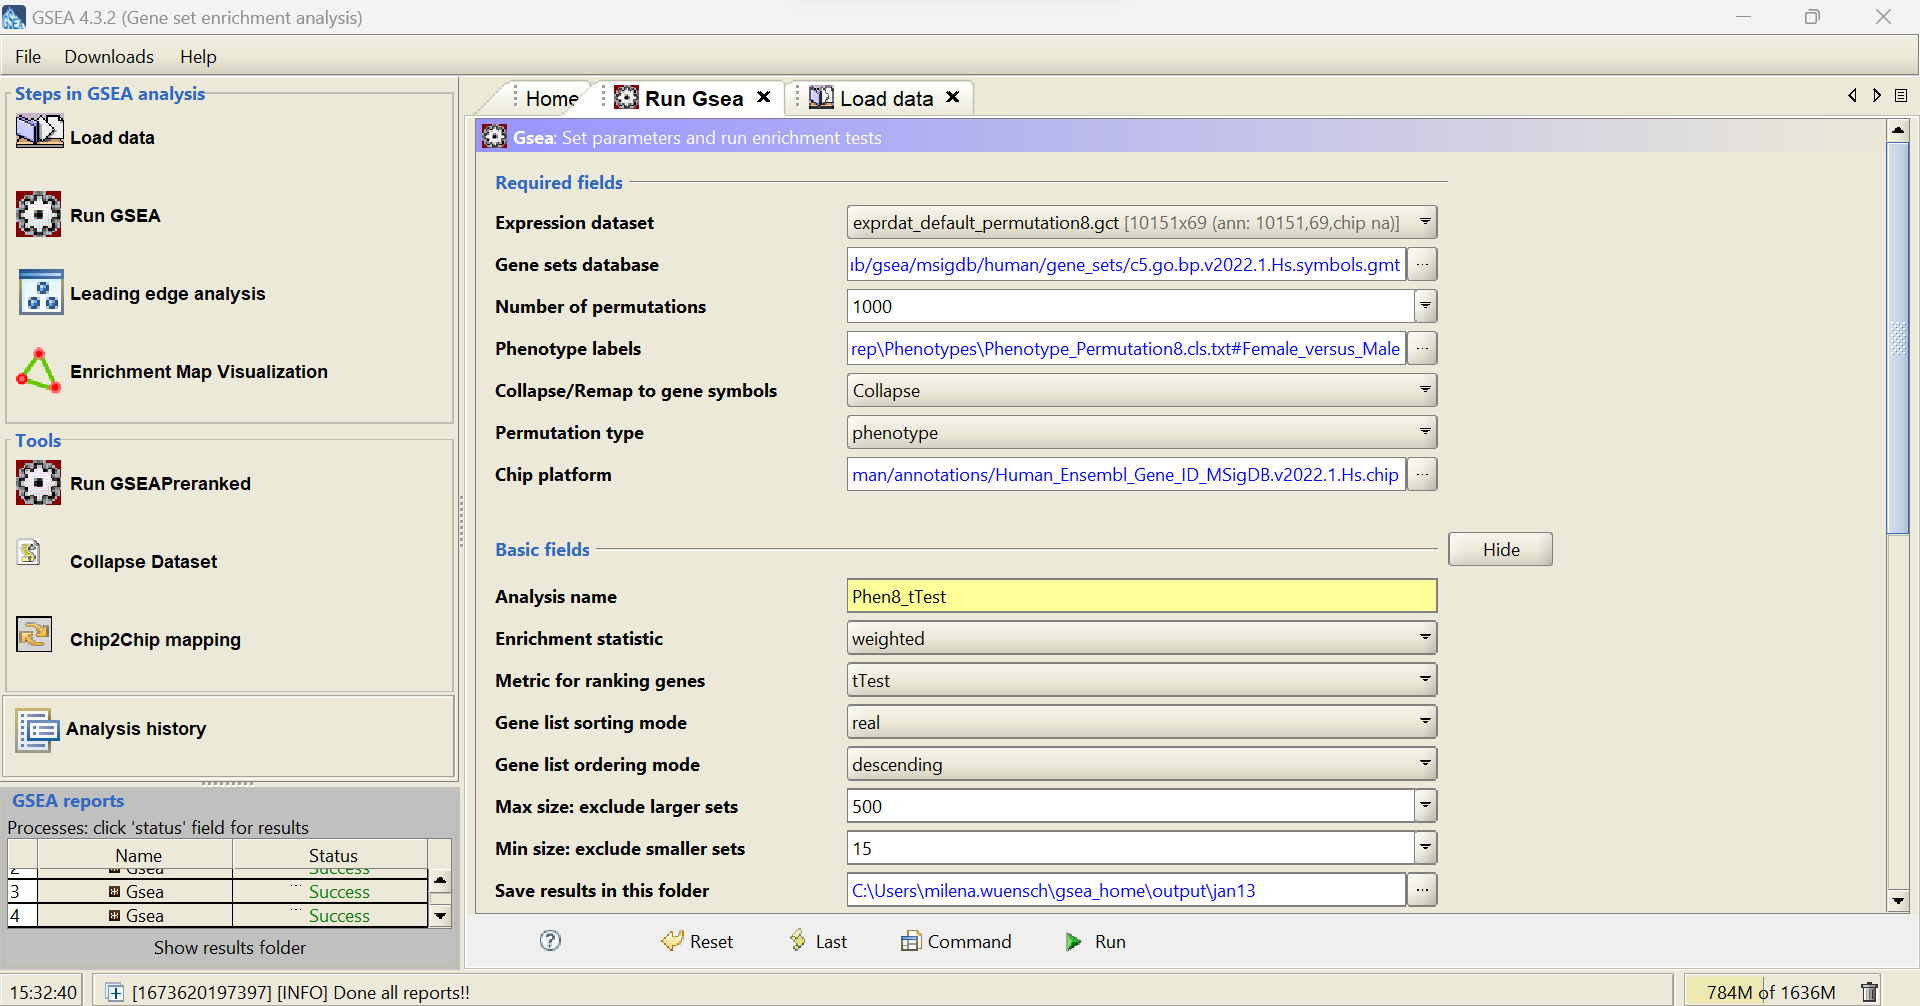 GSEA 4.3.2 (Gene set enrichment analysis)
File Downloads Help
Steps in GSEA analysis
Load data
Run GSEA
Leading edge analysis
Enrichment Map Visualization
Tools
Run GSEAPreranked
Collapse Dataset
Chip2Chip mapping
Analysis history
GSEA reports
Processes: click 'status' field for results
Name Status
2 Gsea Success
3 Gsea Success
4 Gsea Success
Show results folder
Home Run Gsea Load data
Gsea: Set parameters and run enrichment tests
Required fields
Expression dataset exprdat_default_permutation8.gct [10151x69 (ann: 10151,69,chip na)]
Gene sets database ıb/gsea/msigdb/human/gene_sets/c5.go.bp.v2022.1.Hs.symbols.gmt ...
Number of permutations 1000
Phenotype labels rep\Phenotypes\Phenotype_Permutation8.cls.txt#Female_versus_Male ...
Collapse/Remap to gene symbols Collapse
Permutation type phenotype
Chip platform man/annotations/Human_Ensembl_Gene_ID_MSigDB.v2022.1.Hs.chip ...
Basic fields Hide
Analysis name Phen8_tTest
Enrichment statistic weighted
Metric for ranking genes tTest
Gene list sorting mode real
Gene list ordering mode descending
Max size: exclude larger sets 500
Min size: exclude smaller sets 15
Save results in this folder C:\Users\milena.wuensch\gsea_home\output\jan13 ...
? Reset Last Command Run
15:32:40 [1673620197397] [INFO] Done all reports!! 784M of 1636M